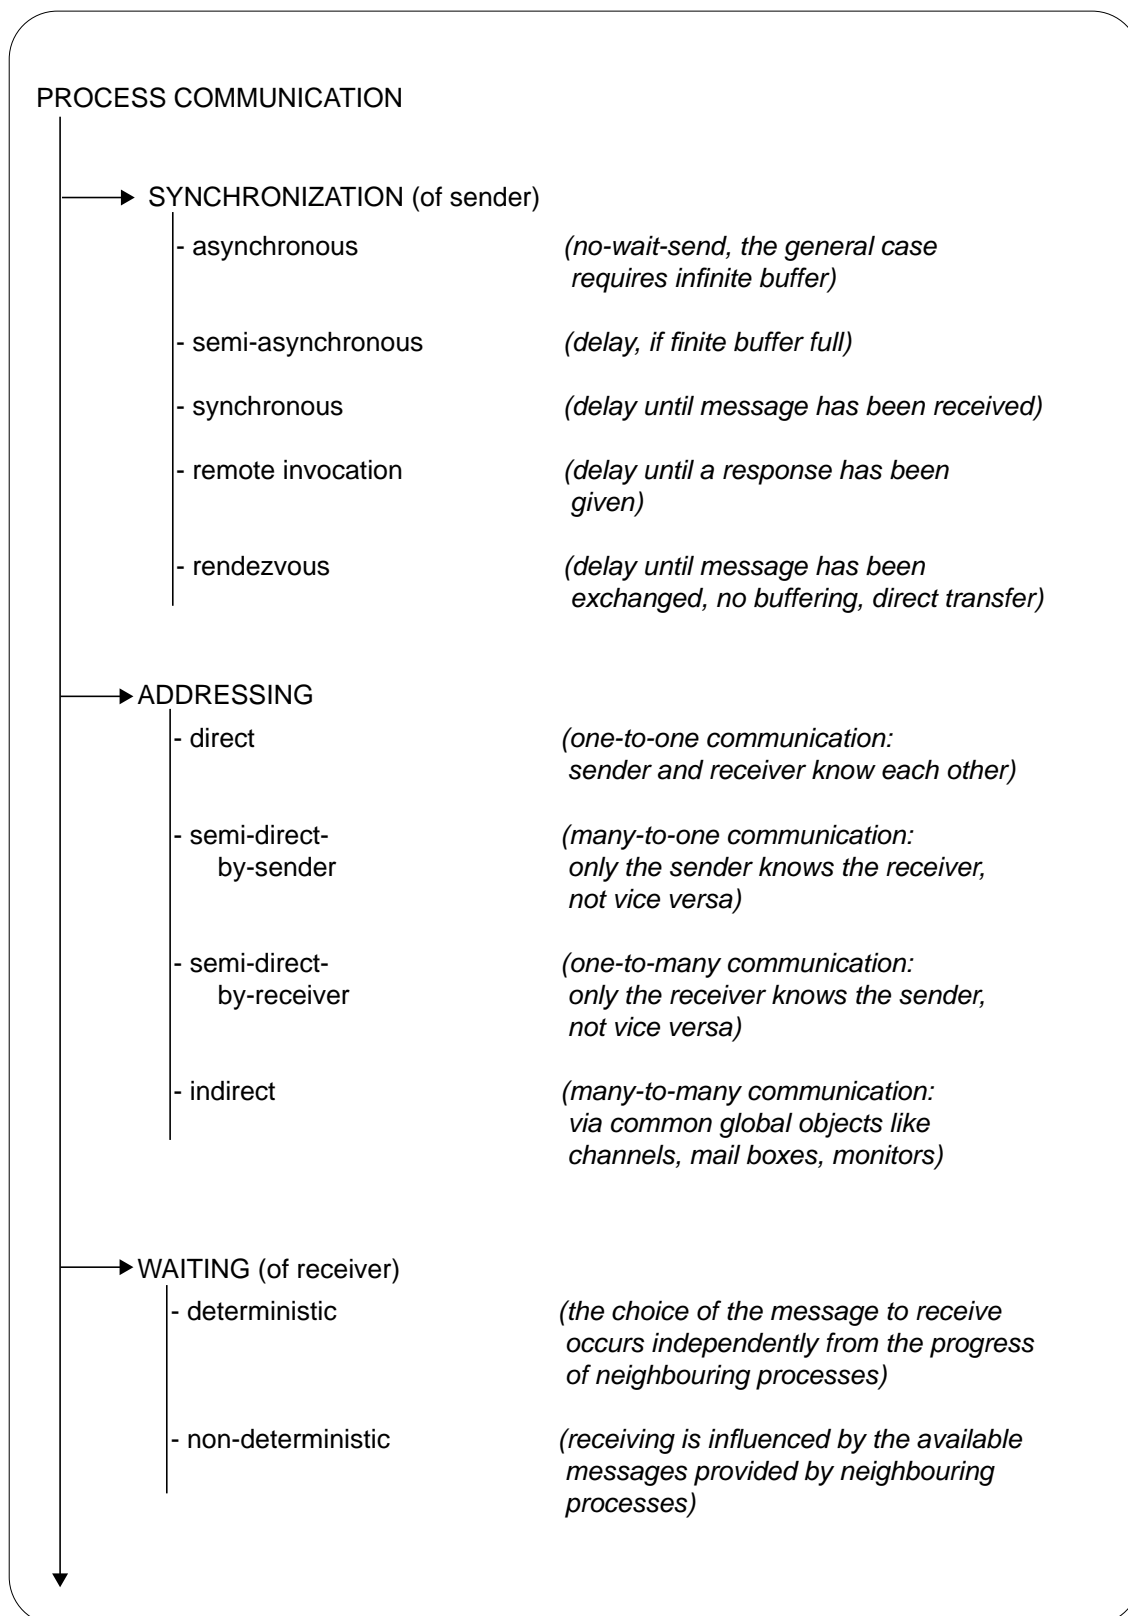 PROCESS COMMUNICATION
SYNCHRONIZATION (of sender)
- asynchronous (no-wait-send, the general case
requires infinite buffer)
- semi-asynchronous (delay, if finite buffer full)
- synchronous (delay until message has been received)
- remote invocation (delay until a response has been
given)
- rendezvous (delay until message has been
exchanged, no buffering, direct transfer)
ADDRESSING
- direct (one-to-one communication:
sender and receiver know each other)
- semi-direct- (many-to-one communication:
by-sender only the sender knows the receiver,
not vice versa)
- semi-direct- (one-to-many communication:
by-receiver only the receiver knows the sender,
not vice versa)
- indirect (many-to-many communication:
via common global objects like
channels, mail boxes, monitors)
WAITING (of receiver)
- deterministic (the choice of the message to receive
occurs independently from the progress
of neighbouring processes)
- non-deterministic (receiving is influenced by the available
messages provided by neighbouring
processes)